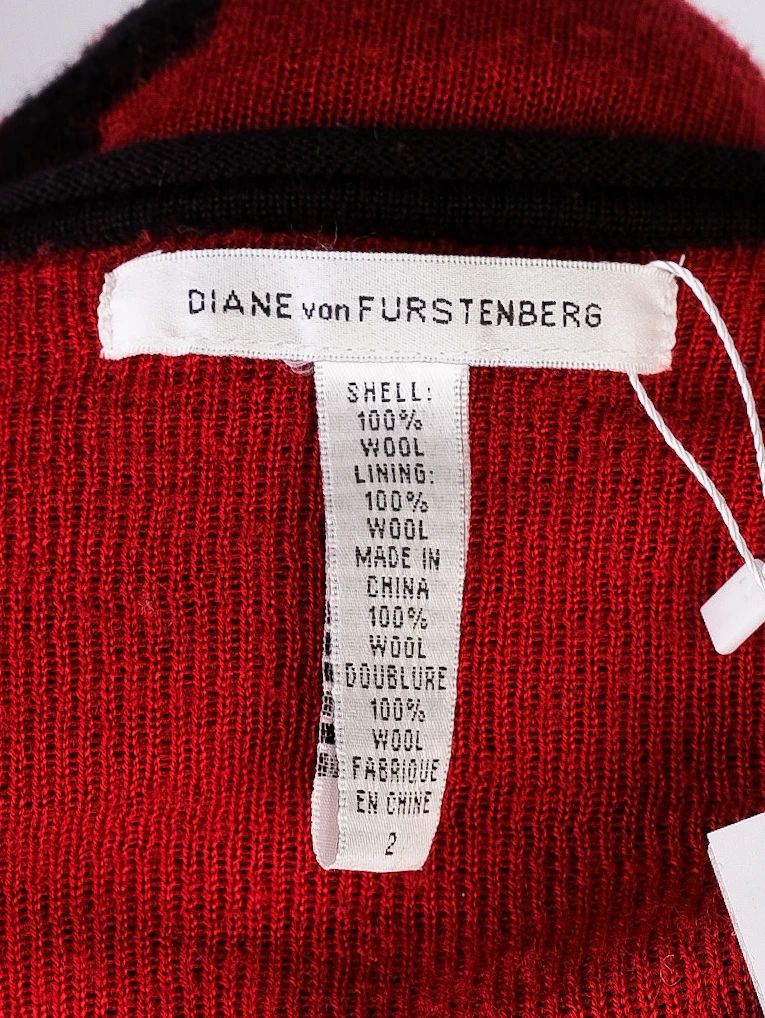 DIANE von FURSTENBERG
SHELL:
100%
WOOL
LINING:
100%
WOOL
MADE IN
CHINA
100%
WOOL
DOUBLURE
100%
WOOL
FABRIQUE
EN CHINE
2